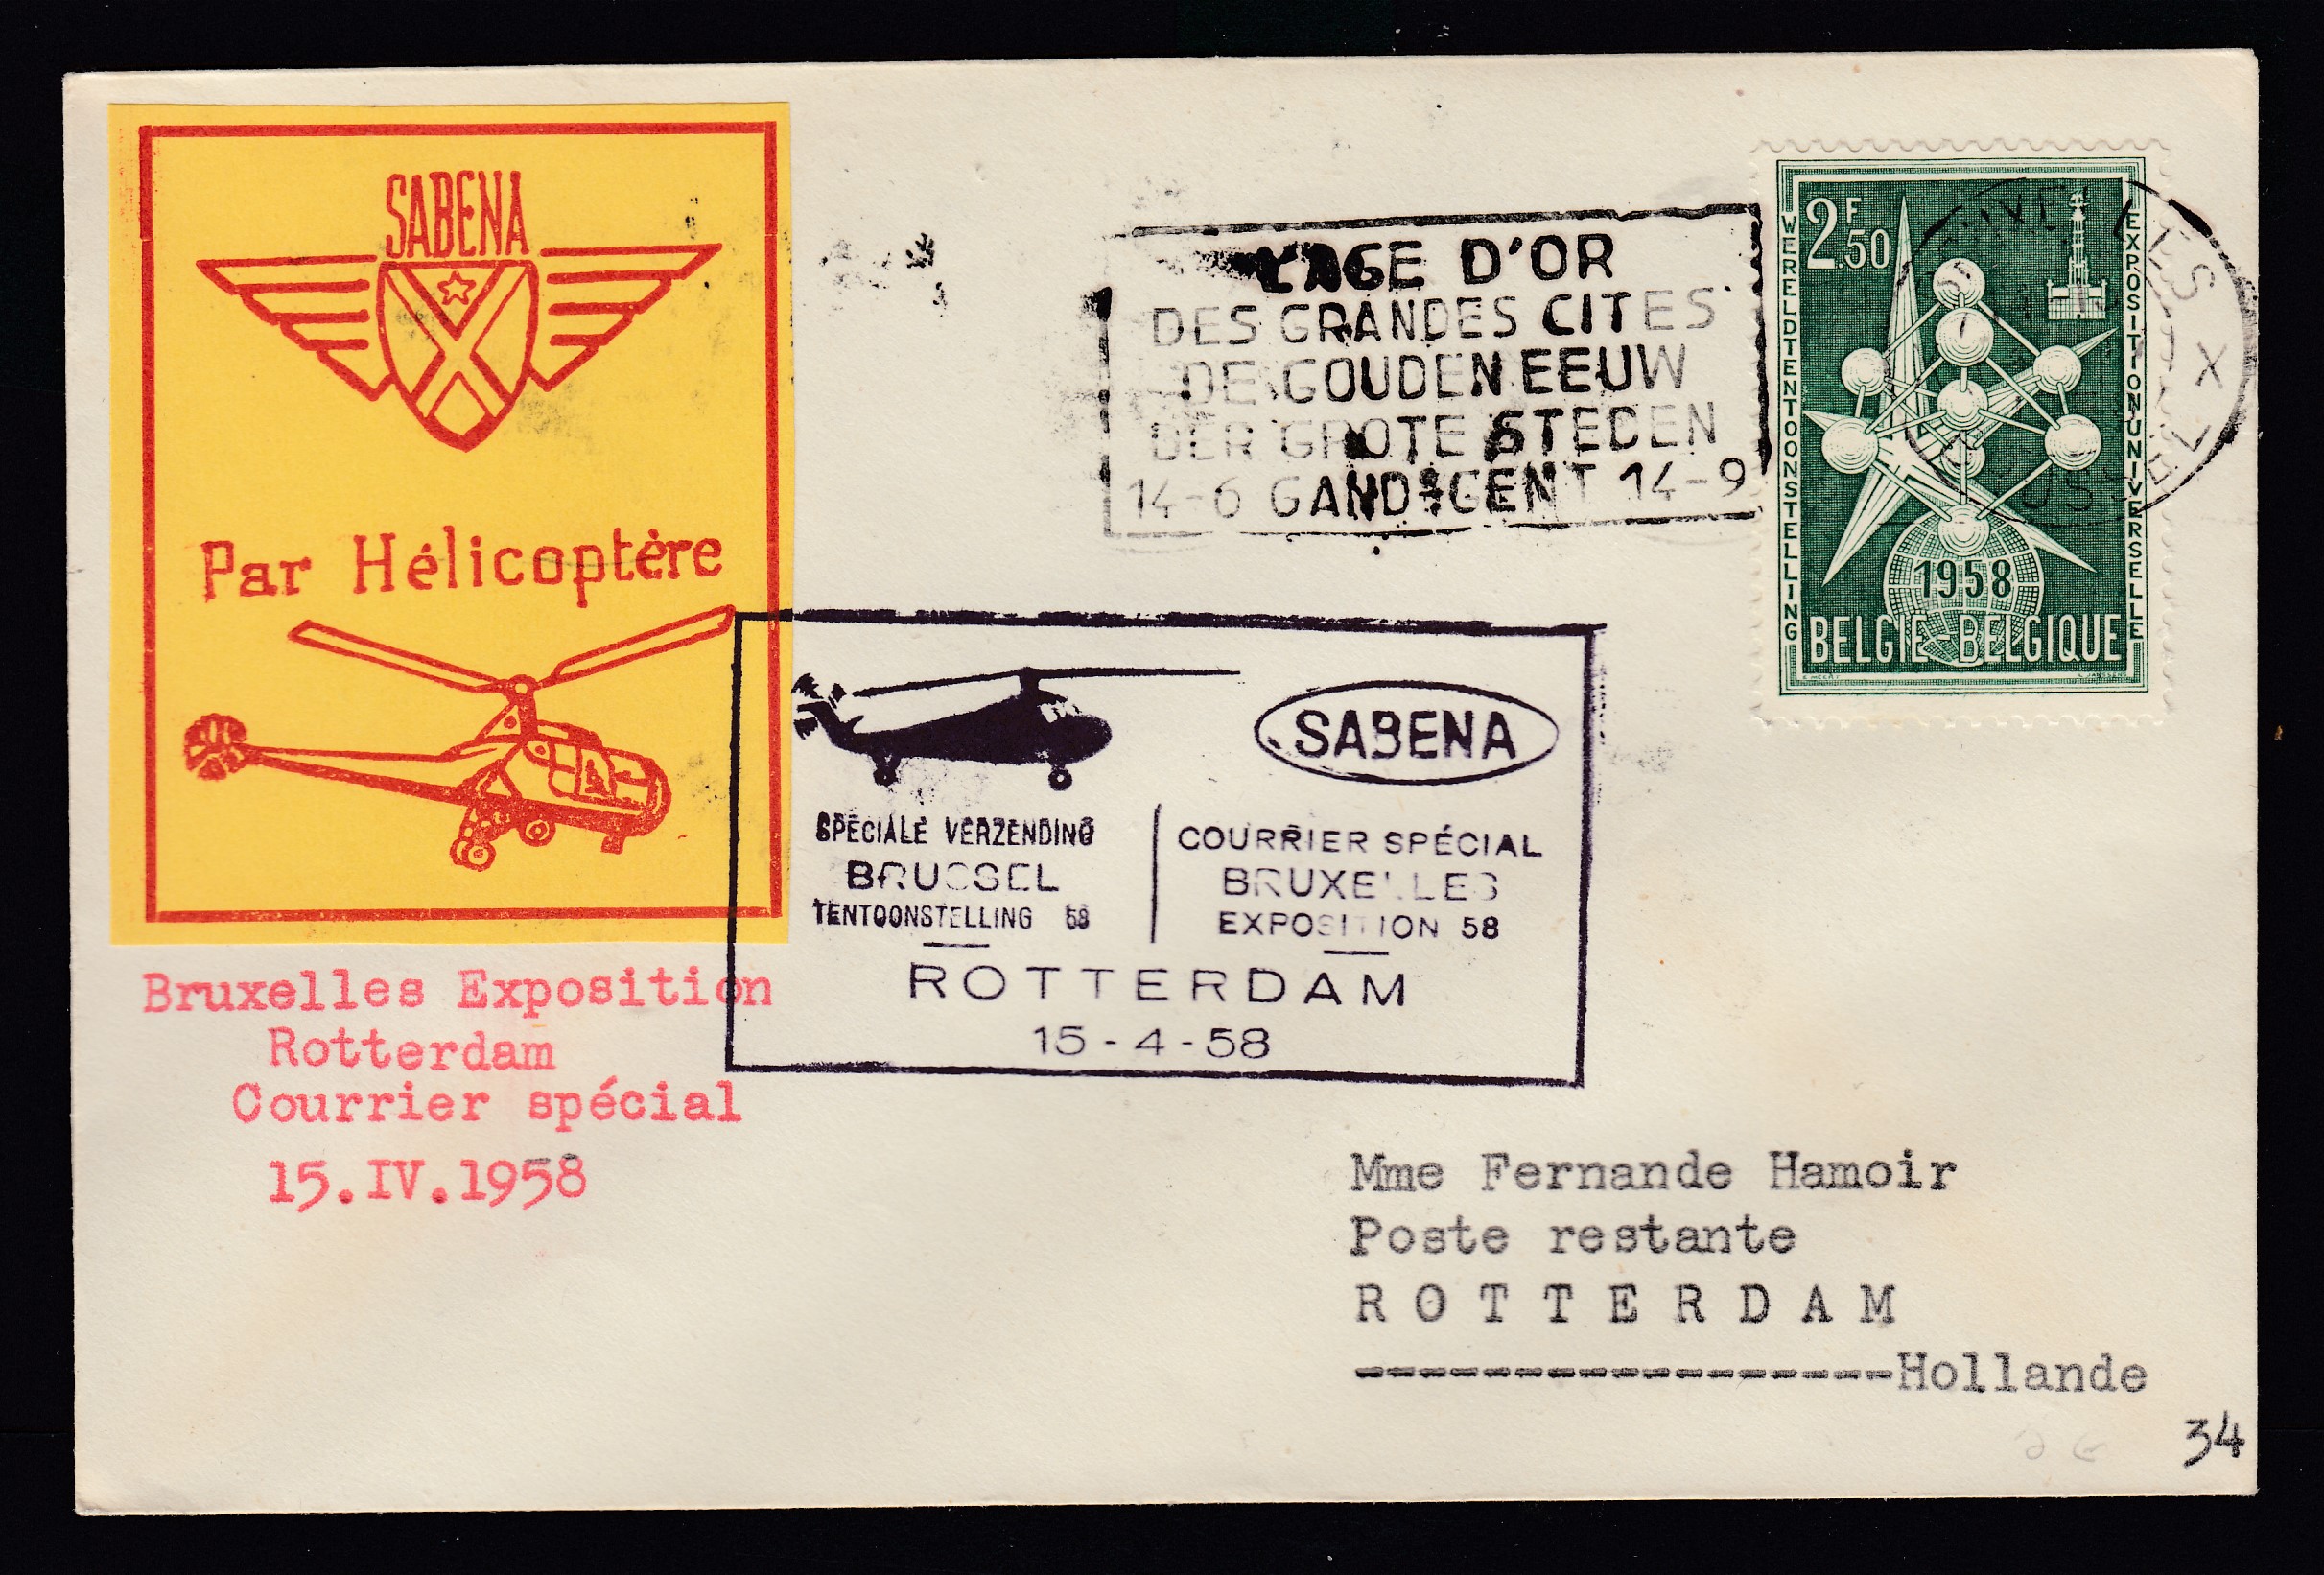 SABENA
Par Hélicoptère
Bruxelles Exposition
Rotterdam
Courrier spécial
15.IV.1958
L'AGE D'OR
DES GRANDES CITES
DE GOUDEN EEUW
DER GROTE STEDEN
14-6 GAND-GENT 14-9
2F.50
WERELDTENTOONSTELLING
EXPOSITION UNIVERSELLE
1958
BELGIE-BELGIQUE
SABENA
SPECIALE VERZENDING
BRUSSEL
TENTOONSTELLING 58
COURRIER SPÉCIAL
BRUXELLES
EXPOSITION 58
ROTTERDAM
15-4-58
Mme Fernande Hamoir
Poste restante
ROTTERDAM
-----------------Hollande
34